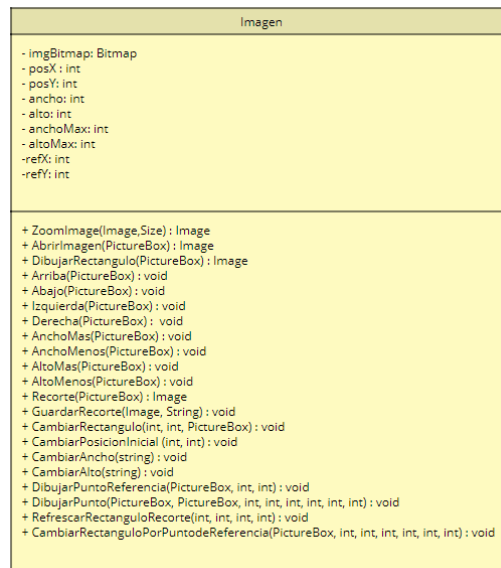 Imagen
- imgBitmap: Bitmap
- posX : int
- posY: int
- ancho: int
- alto: int
- anchoMax: int
- altoMax: int
-refX: int
-refY: int
+ ZoomImage(Image,Size) : Image
+ AbrirImagen(PictureBox) : Image
+ DibujarRectangulo(PictureBox) : Image
+ Arriba(PictureBox) : void
+ Abajo(PictureBox) : void
+ Izquierda(PictureBox) : void
+ Derecha(PictureBox) :  void
+ AnchoMas(PictureBox) : void
+ AnchoMenos(PictureBox) : void
+ AltoMas(PictureBox) : void
+ AltoMenos(PictureBox) : void
+ Recorte(PictureBox) : Image
+ GuardarRecorte(Image, String) : void
+ CambiarRectangulo(int, int, PictureBox) : void
+ CambiarPosicionInicial (int, int) : void
+ CambiarAncho(string) : void
+ CambiarAlto(string) : void
+ DibujarPuntoReferencia(PictureBox, int, int) : void
+ DibujarPunto(PictureBox, PictureBox, int, int, int, int, int, int) : void
+ RefrescarRectanguloRecorte(int, int, int, int) : void
+ CambiarRectanguloPorPuntodeReferencia(PictureBox, int, int, int, int, int, int) : void